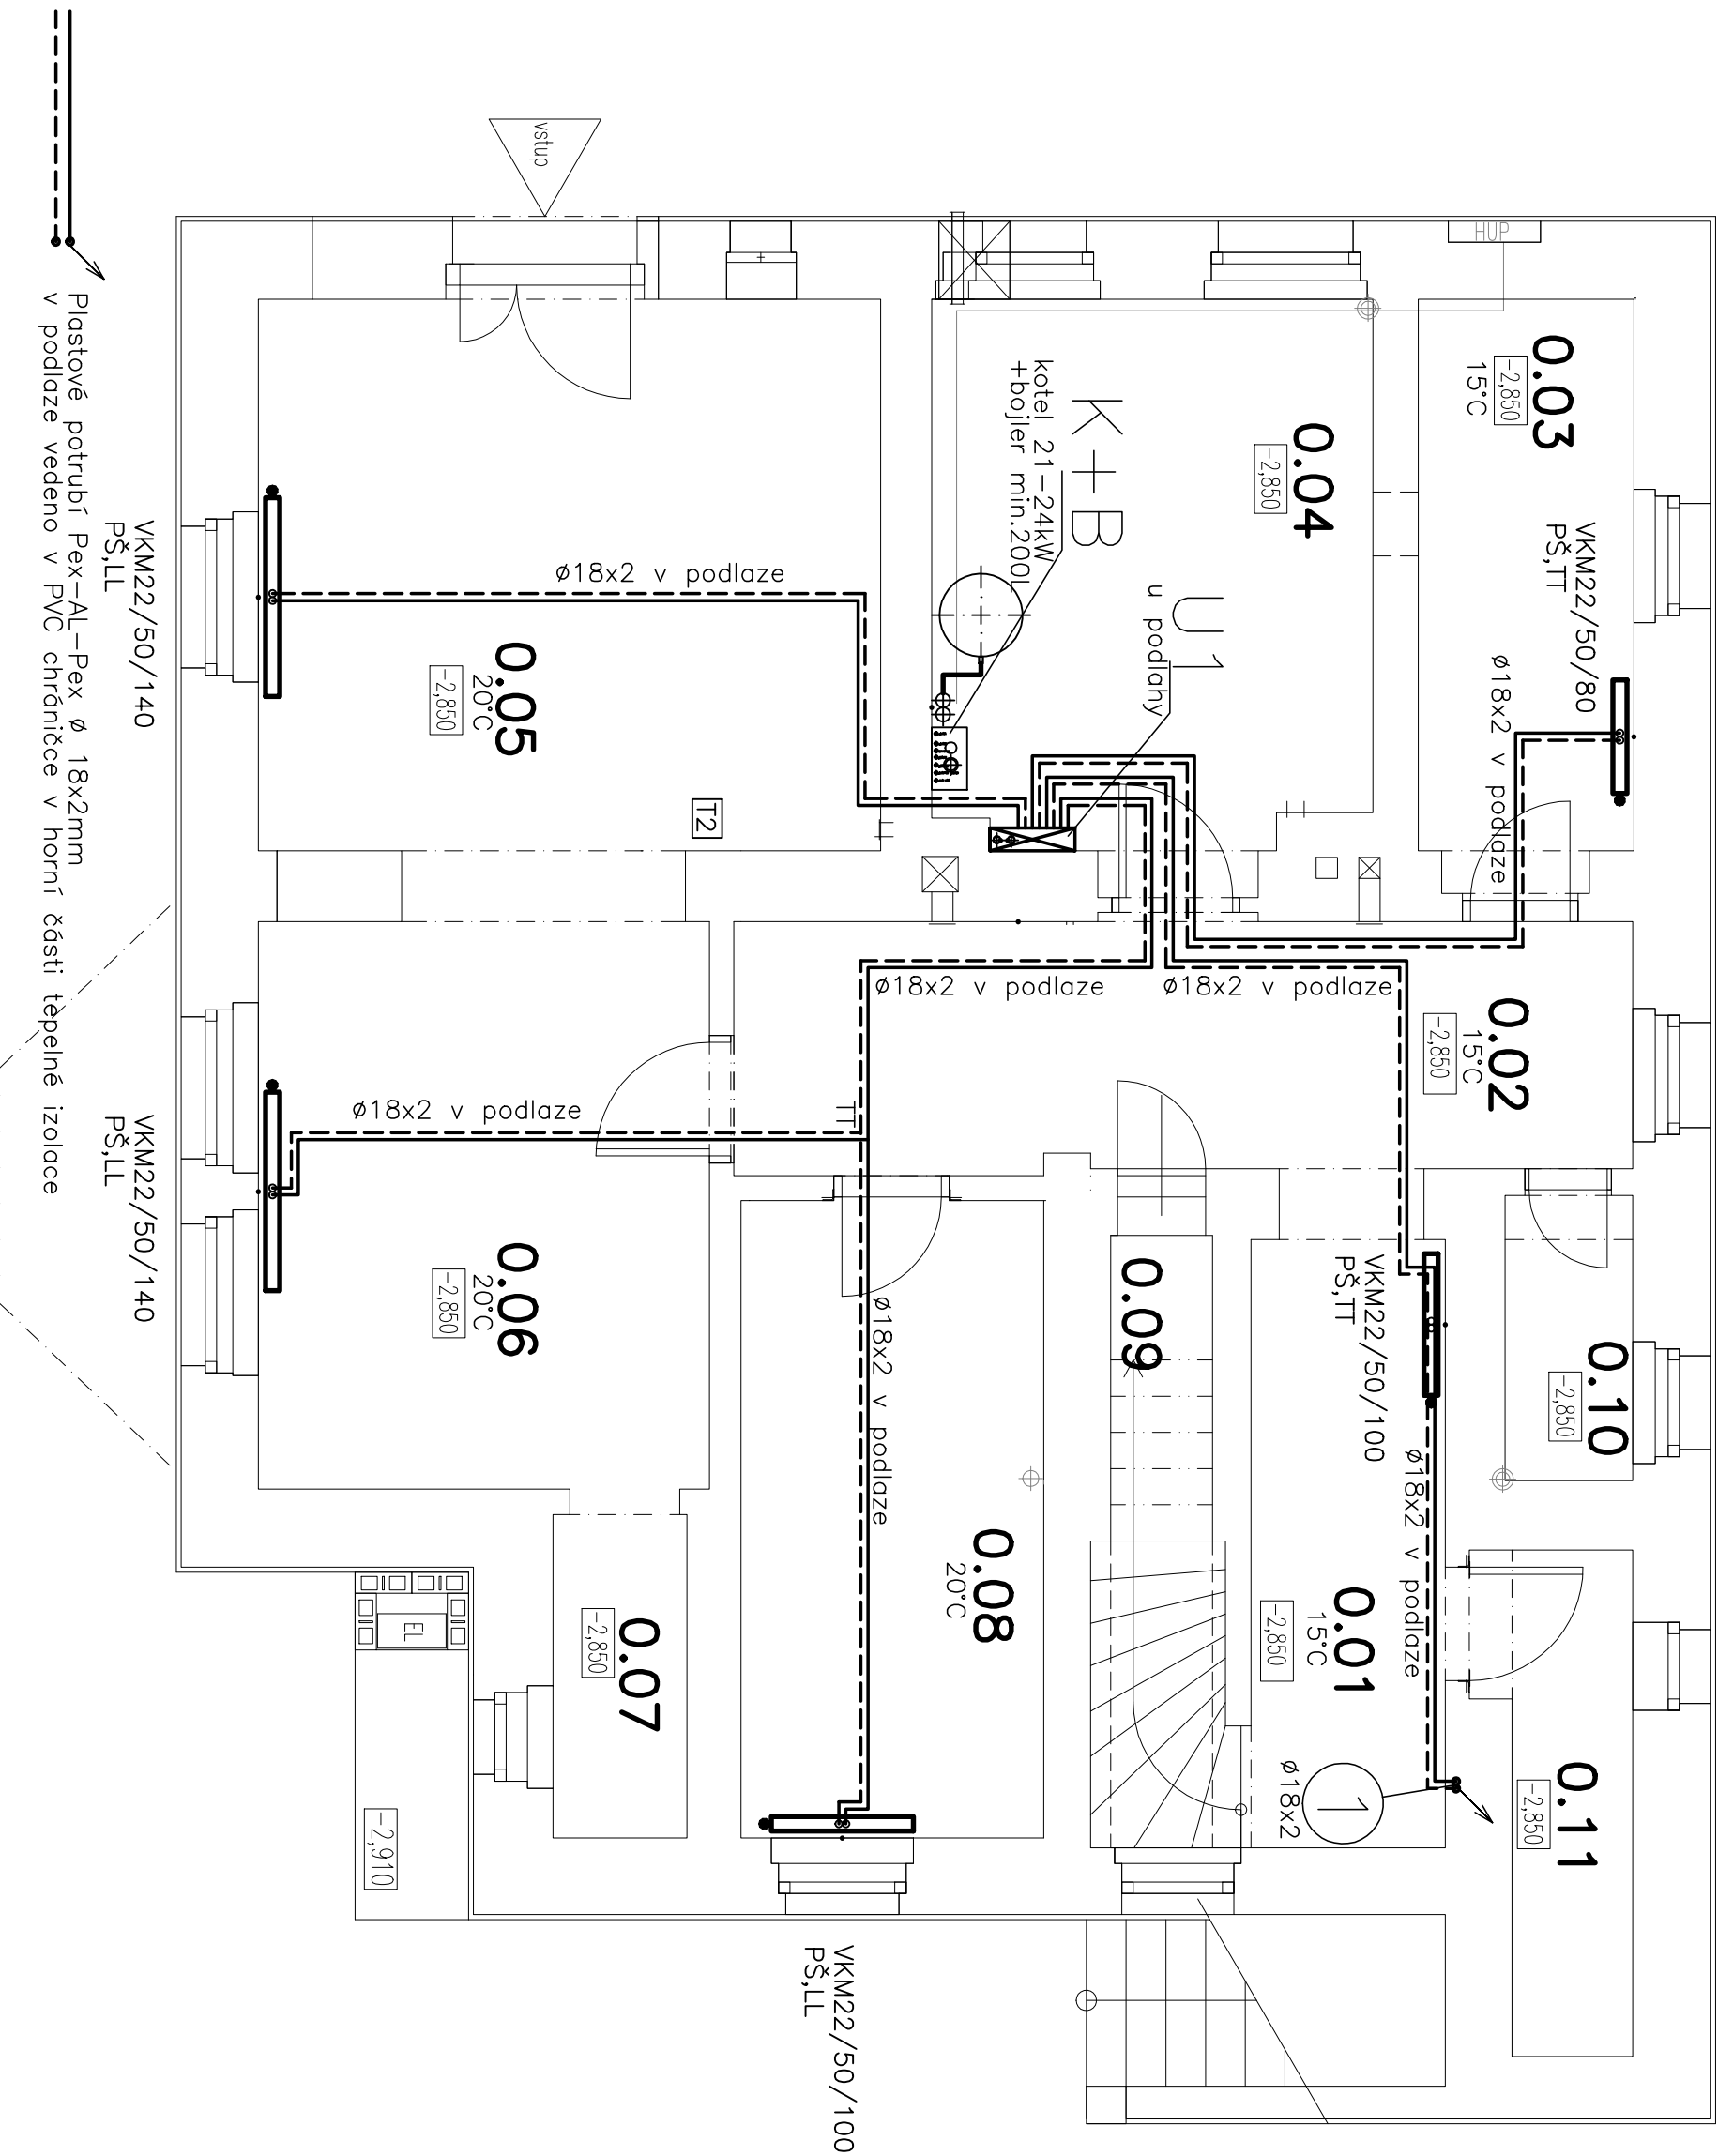 HUP
0.03
-2,850
15°C
VKM22/50/80
PŠ,TT
ø18x2 v podlaze
0.04
-2,850
K+B
kotel 21-24kW
+bojler min.200L
U1
u podlahy
vstup
ø18x2 v podlaze
0.05
20°C
-2,850
T2
VKM22/50/140
PŠ,LL
0.02
15°C
-2,850
ø18x2 v podlaze
ø18x2 v podlaze
0.10
-2,850
VKM22/50/100
PŠ,TT
ø18x2 v podlaze
0.01
15°C
-2,850
0.09
0.11
-2,850
1
ø18x2
ø18x2 v podlaze
0.08
20°C
ø18x2 v podlaze
0.06
20°C
-2,850
VKM22/50/140
PŠ,LL
0.07
-2,850
EL
-2,910
VKM22/50/100
PŠ,LL
Plastové potrubí Pex-AL-Pex ø 18x2mm
v podlaze vedeno v PVC chráničce v horní části tepelné izolace